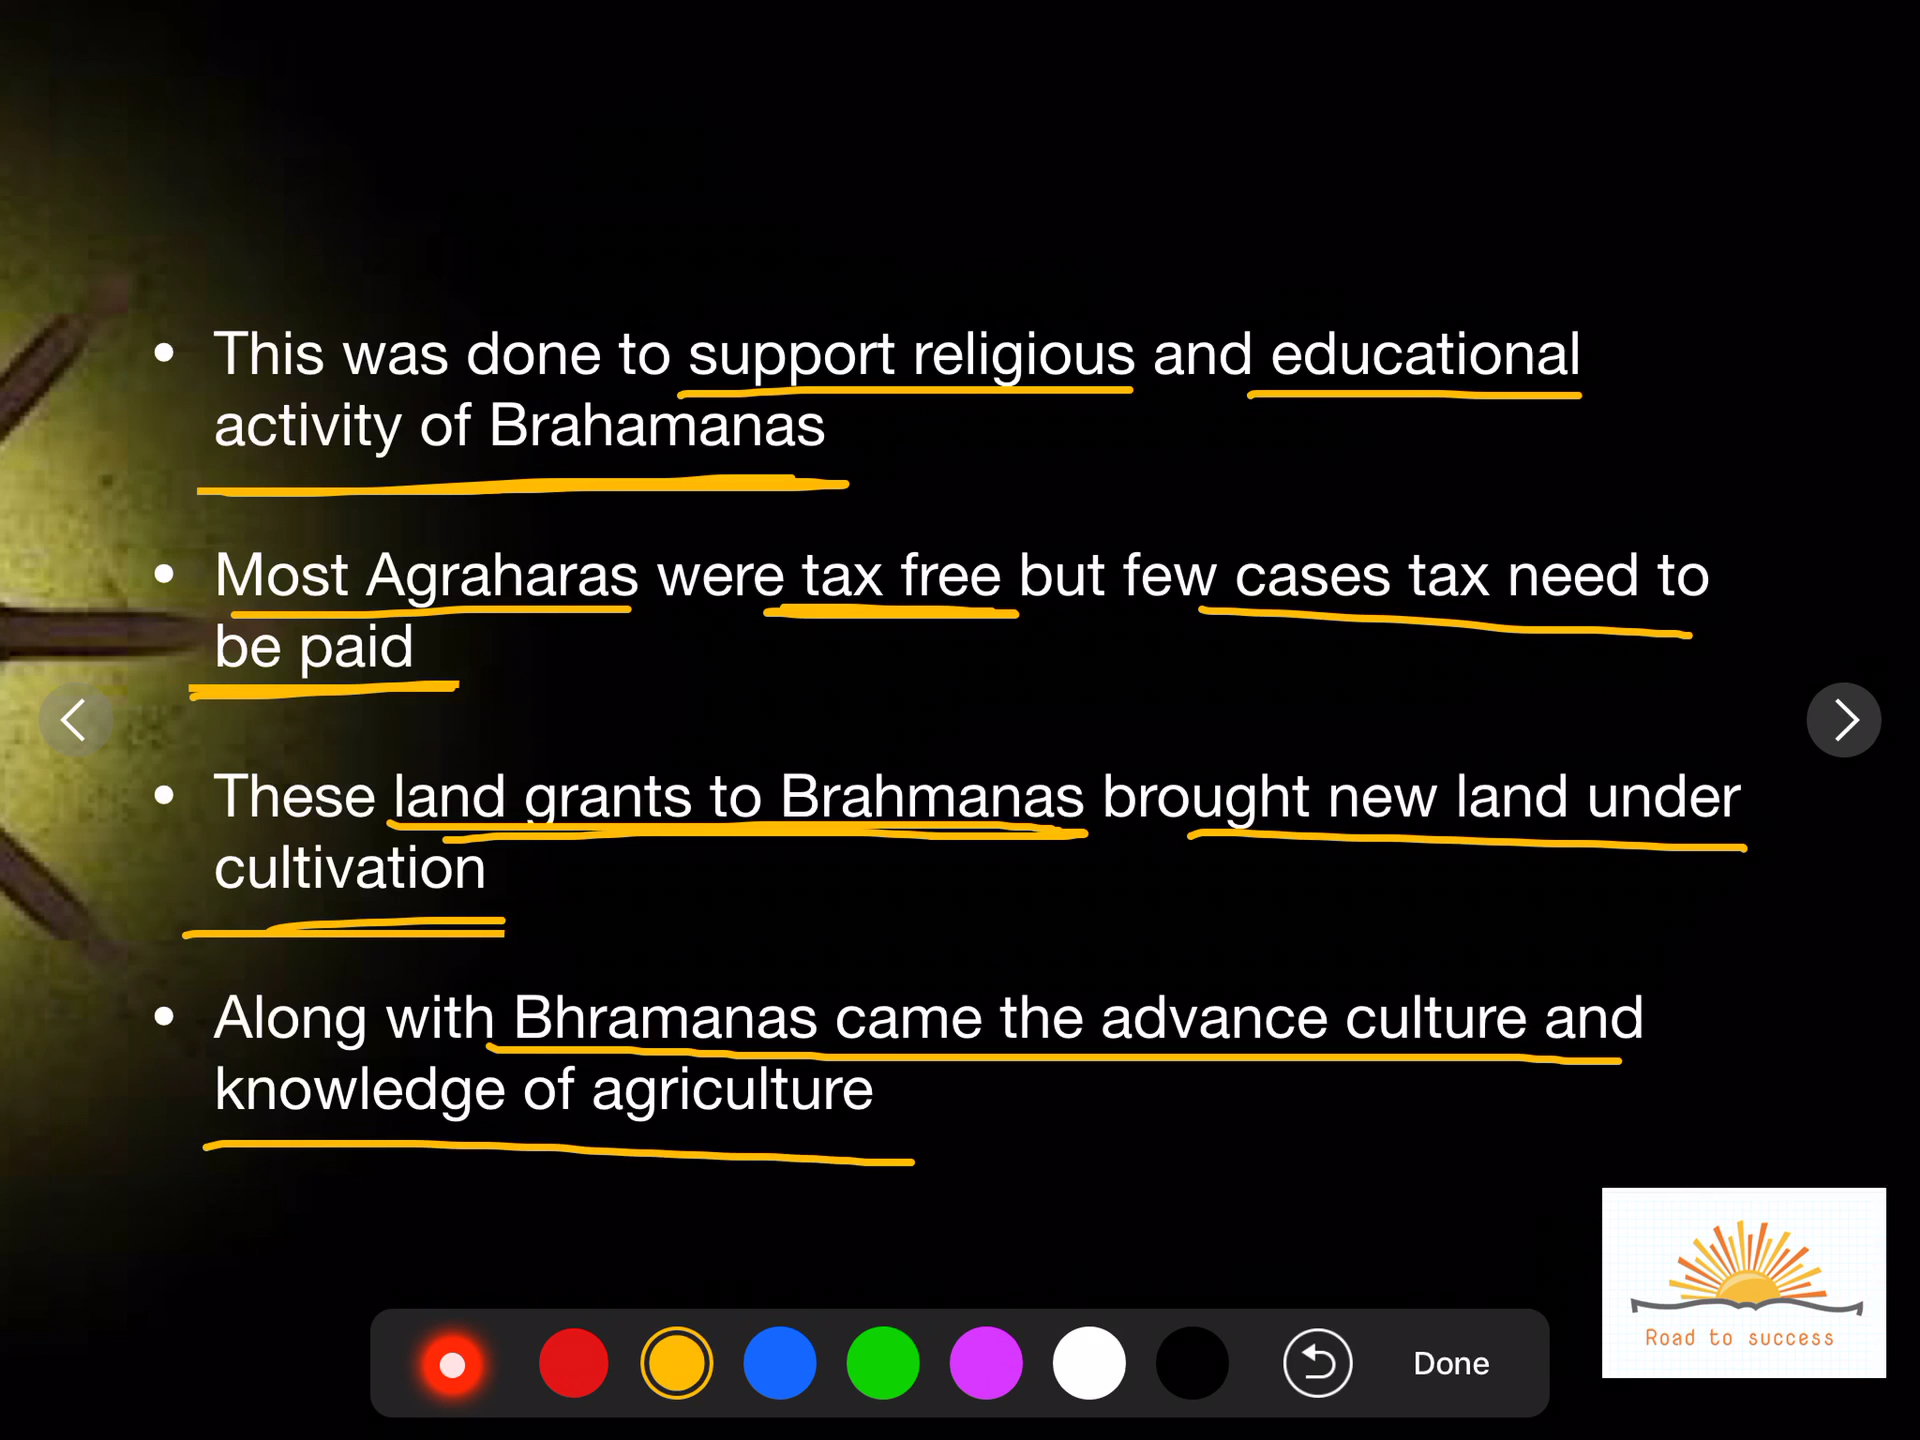 • This was done to support religious and educational
activity of Brahamanas
• Most Agraharas were tax free but few cases tax need to
be paid
• These land grants to Brahmanas brought new land under
cultivation
• Along with Bhramanas came the advance culture and
knowledge of agriculture
Road to success
Done